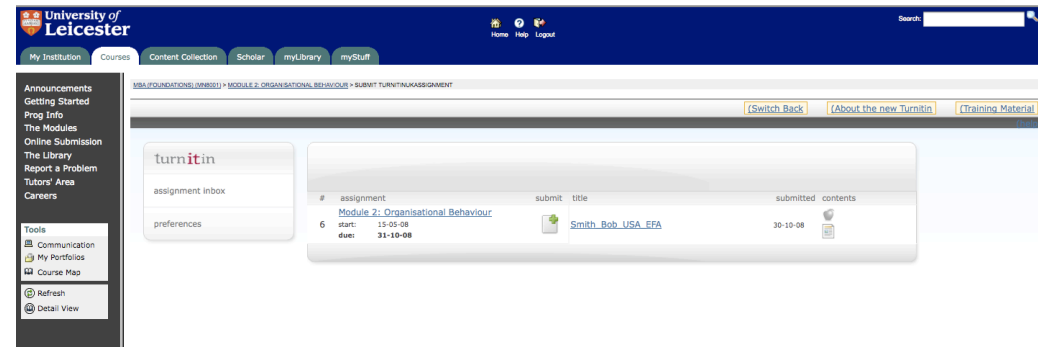 University of
Leicester
Home Help Logout
Search:
My Institution Courses Content Collection Scholar myLibrary myStuff
MBA (FOUNDATIONS) (MN8001) > MODULE 2: ORGANISATIONAL BEHAVIOUR > SUBMIT TURNITINUKASSIGNMENT
(Switch Back (About the new Turnitin (Training Material
Announcements
Getting Started
Prog Info
The Modules
Online Submission
The Library
Report a Problem
Tutors' Area
Careers
Tools
Communication
My Portfolios
Course Map
Refresh
Detail View
turnitin
assignment inbox
preferences
# assignment submit title submitted contents
Module 2: Organisational Behaviour
6 start: 15-05-08 Smith Bob USA EFA 30-10-08
due: 31-10-08